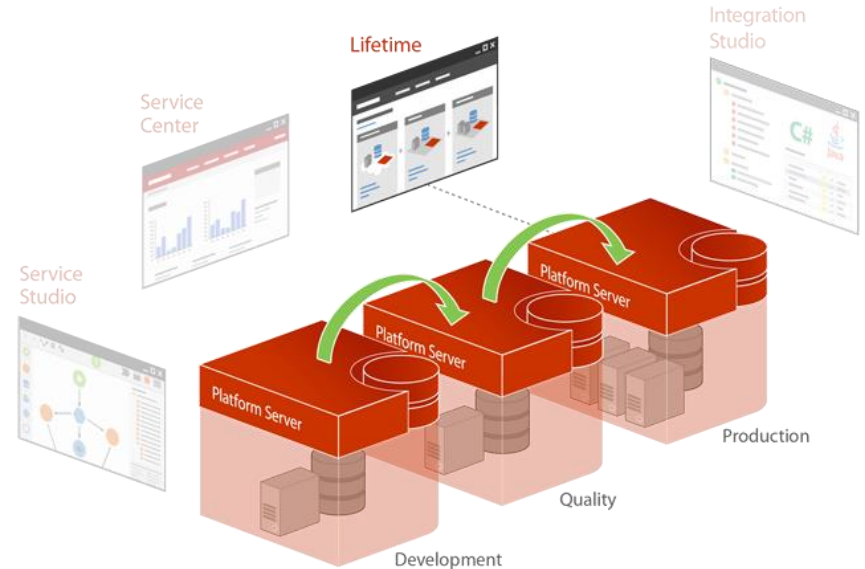 Lifetime
Integration
Studio
Service
Center
C#
Java
Service
Studio
Platform Server
Platform Server
Platform Server
Production
Quality
Development